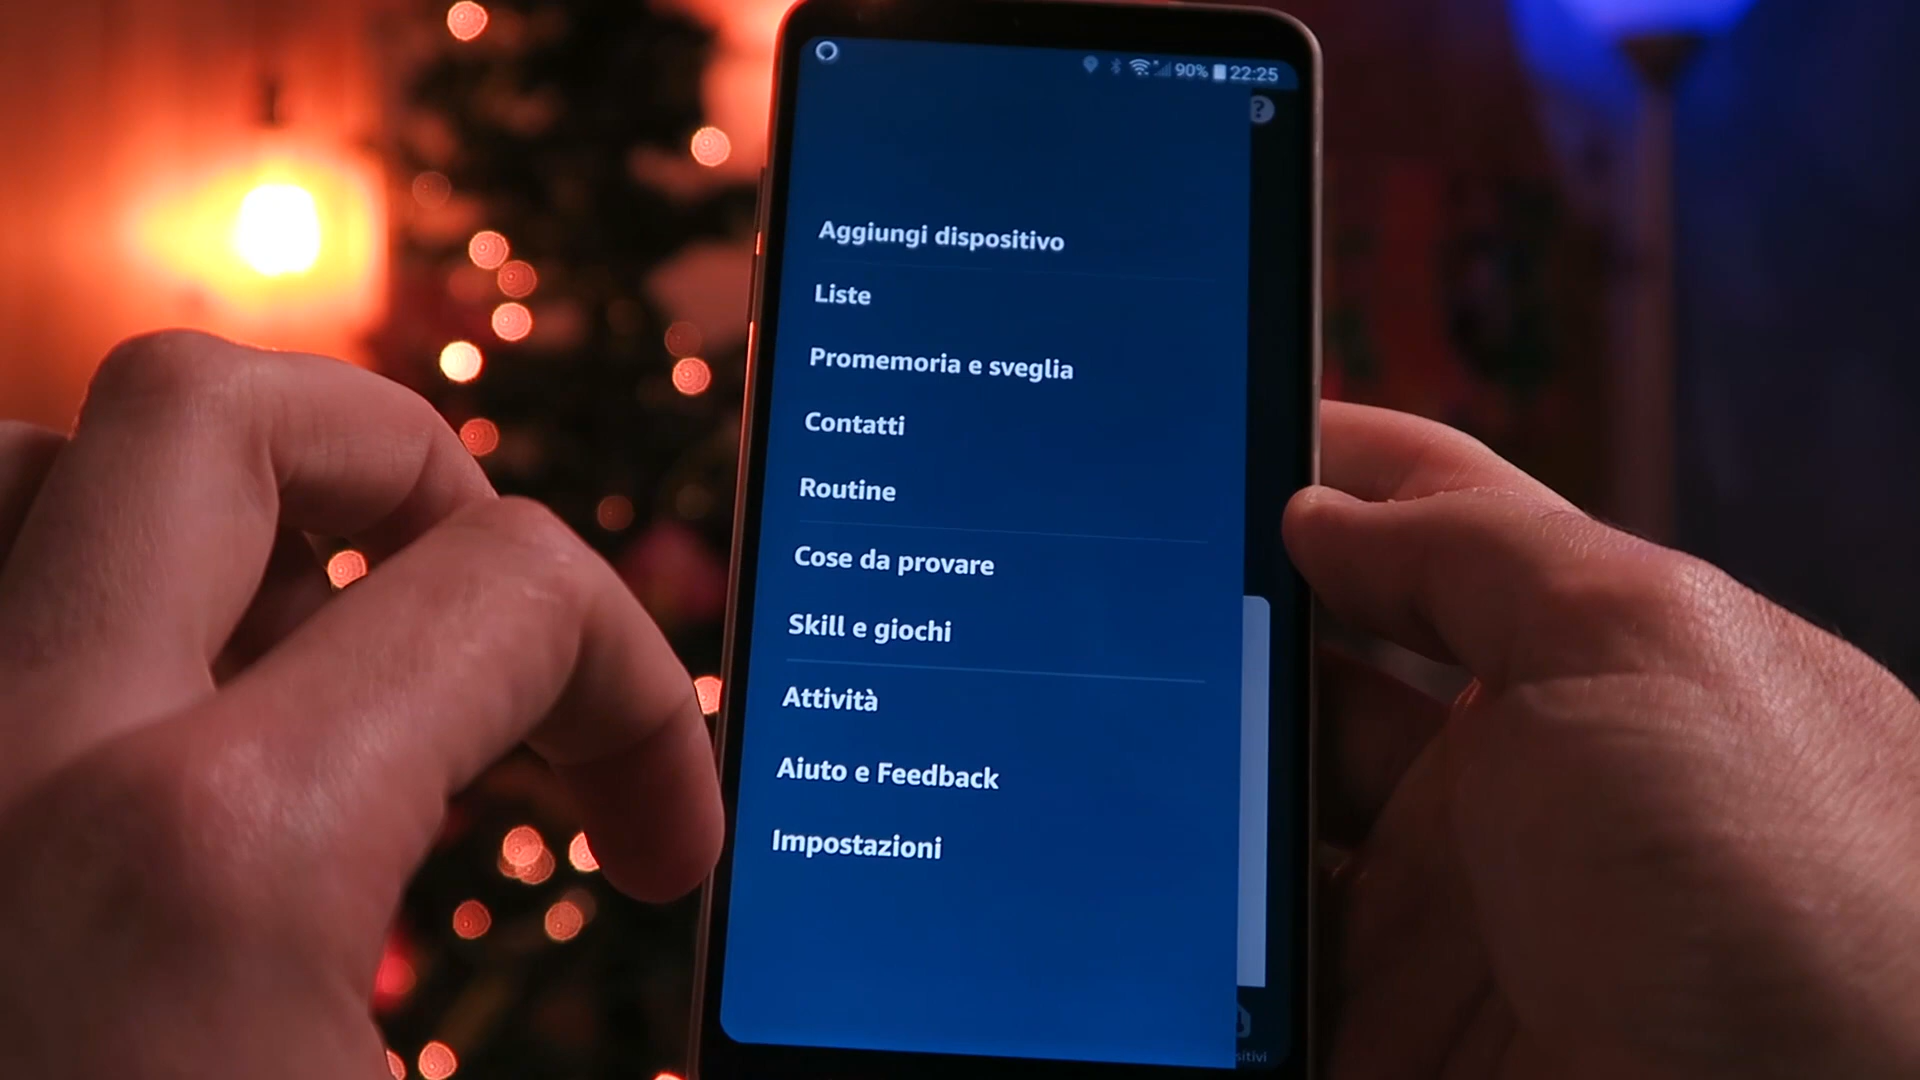 90% 22:25
?
Aggiungi dispositivo
Liste
Promemoria e sveglia
Contatti
Routine
Cose da provare
Skill e giochi
Attività
Aiuto e Feedback
Impostazioni
sitivi